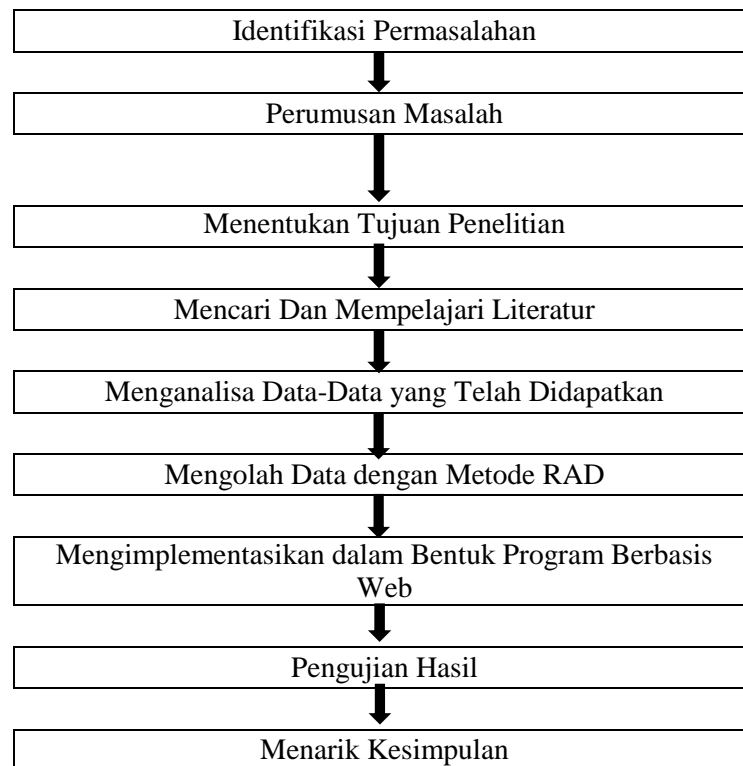 Identifikasi Permasalahan
Perumusan Masalah
Menentukan Tujuan Penelitian
Mencari Dan Mempelajari Literatur
Menganalisa Data-Data yang Telah Didapatkan
Mengolah Data dengan Metode RAD
Mengimplementasikan dalam Bentuk Program Berbasis
Web
Pengujian Hasil
Menarik Kesimpulan